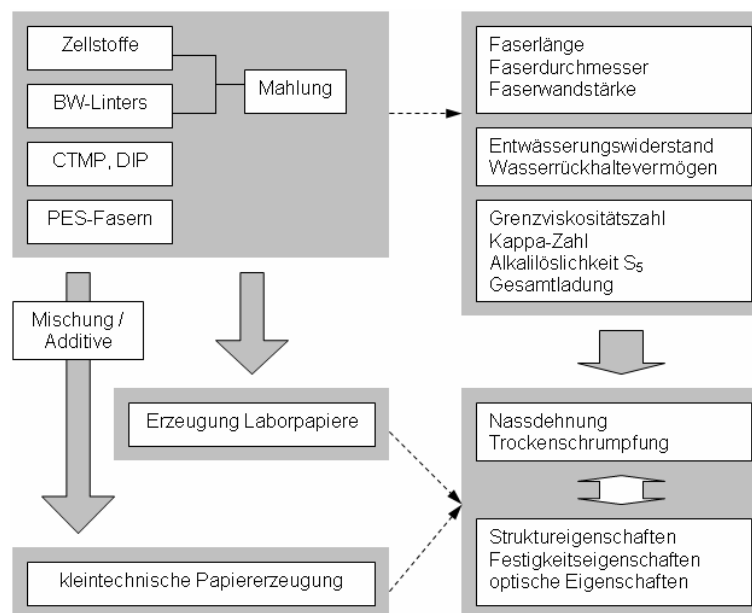 Zellstoffe
BW-Linters
Mahlung
CTMP, DIP
PES-Fasern
Faserlänge
Faserdurchmesser
Faserwandstärke
Entwässerungswiderstand
Wasserrückhaltevermögen
Grenzviskositätszahl
Kappa-Zahl
Alkalilöslichkeit S₅
Gesamtladung
Mischung /
Additive
Erzeugung Laborpapiere
Nassdehnung
Trockenschrumpfung
kleintechnische Papiererzeugung
Struktureigenschaften
Festigkeitseigenschaften
optische Eigenschaften